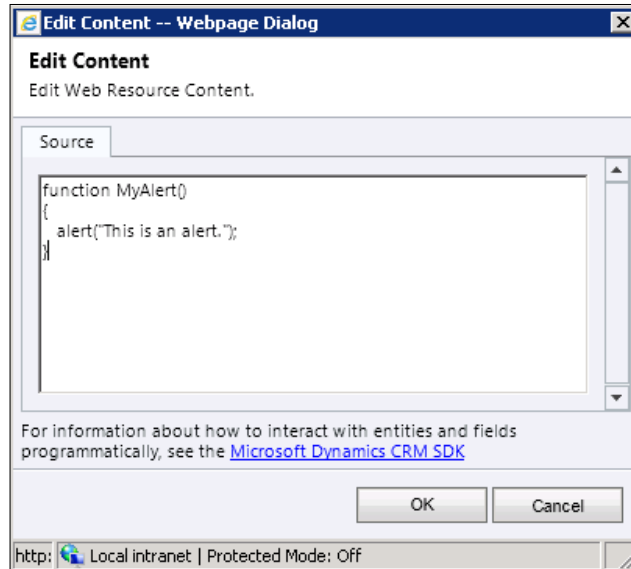 Edit Content -- Webpage Dialog
Edit Content
Edit Web Resource Content.
Source
function MyAlert()
{
alert("This is an alert.");
}
For information about how to interact with entities and fields
programmatically, see the Microsoft Dynamics CRM SDK
OK Cancel
http: Local intranet | Protected Mode: Off